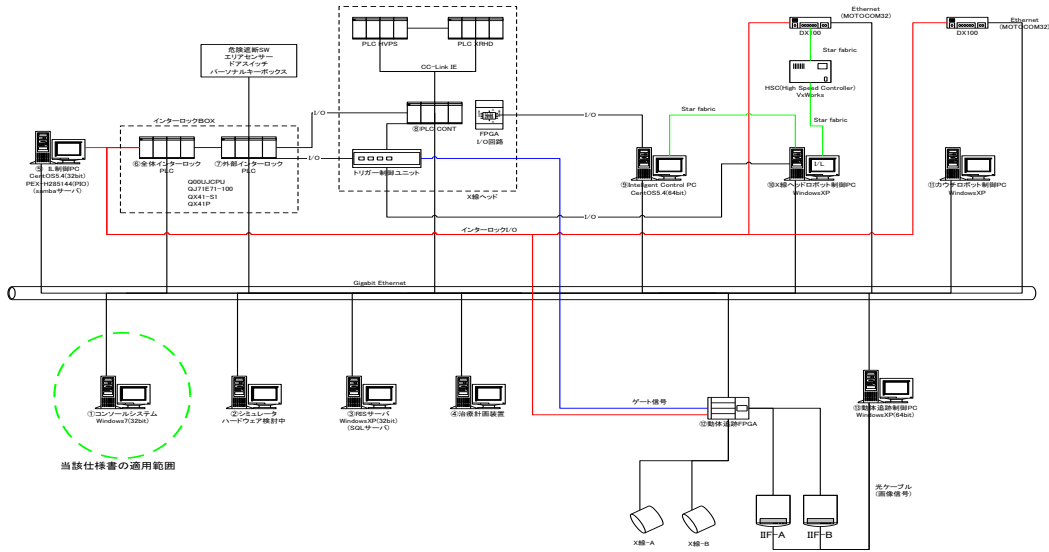 Ethernet
(MOTOCOM32)
DX100
Ethernet
(MOTOCOM32)
DX100
PLC HVPS
PLC XRHD
CC-Link IE
危険遮断SW
エリアセンサー
ドアスイッチ
パーソナルキーボックス
Star fabric
HSC(High Speed Controller)
VxWorks
Star fabric
Star fabric
インターロックBOX
I/O
⑧PLC CONT
FPGA
I/O回路
I/O
⑤ IL制御PC
CentOS5.4(32bit)
PEX-H285144(PIO)
(sambaサーバ)
⑥全体インターロック
PLC
⑦外部インターロック
PLC
Q00UJCPU
QJ71E71-100
QX41-S1
QX41P
I/O
トリガー制御ユニット
X線ヘッド
⑨Inteligent Control PC
CentOS5.4(64bit)
I/L
⑩X線ヘッドロボット制御PC
WindowsXP
⑪カウチロボット制御PC
WindowsXP
I/O
インターロックI/O
Gigabit Ethernet
①コンソールシステム
Windows7(32bit)
②シミュレータ
ハードウェア検討中
③RISサーバ
WindowsXP(32bit)
(SQLサーバ)
④治療計画装置
ゲート信号
⑫動体追跡FPGA
⑬動体追跡制御PC
WindowsXP(64bit)
当該仕様書の適用範囲
光ケーブル
(画像信号)
X線-A
X線-B
IIF-A
IIF-B